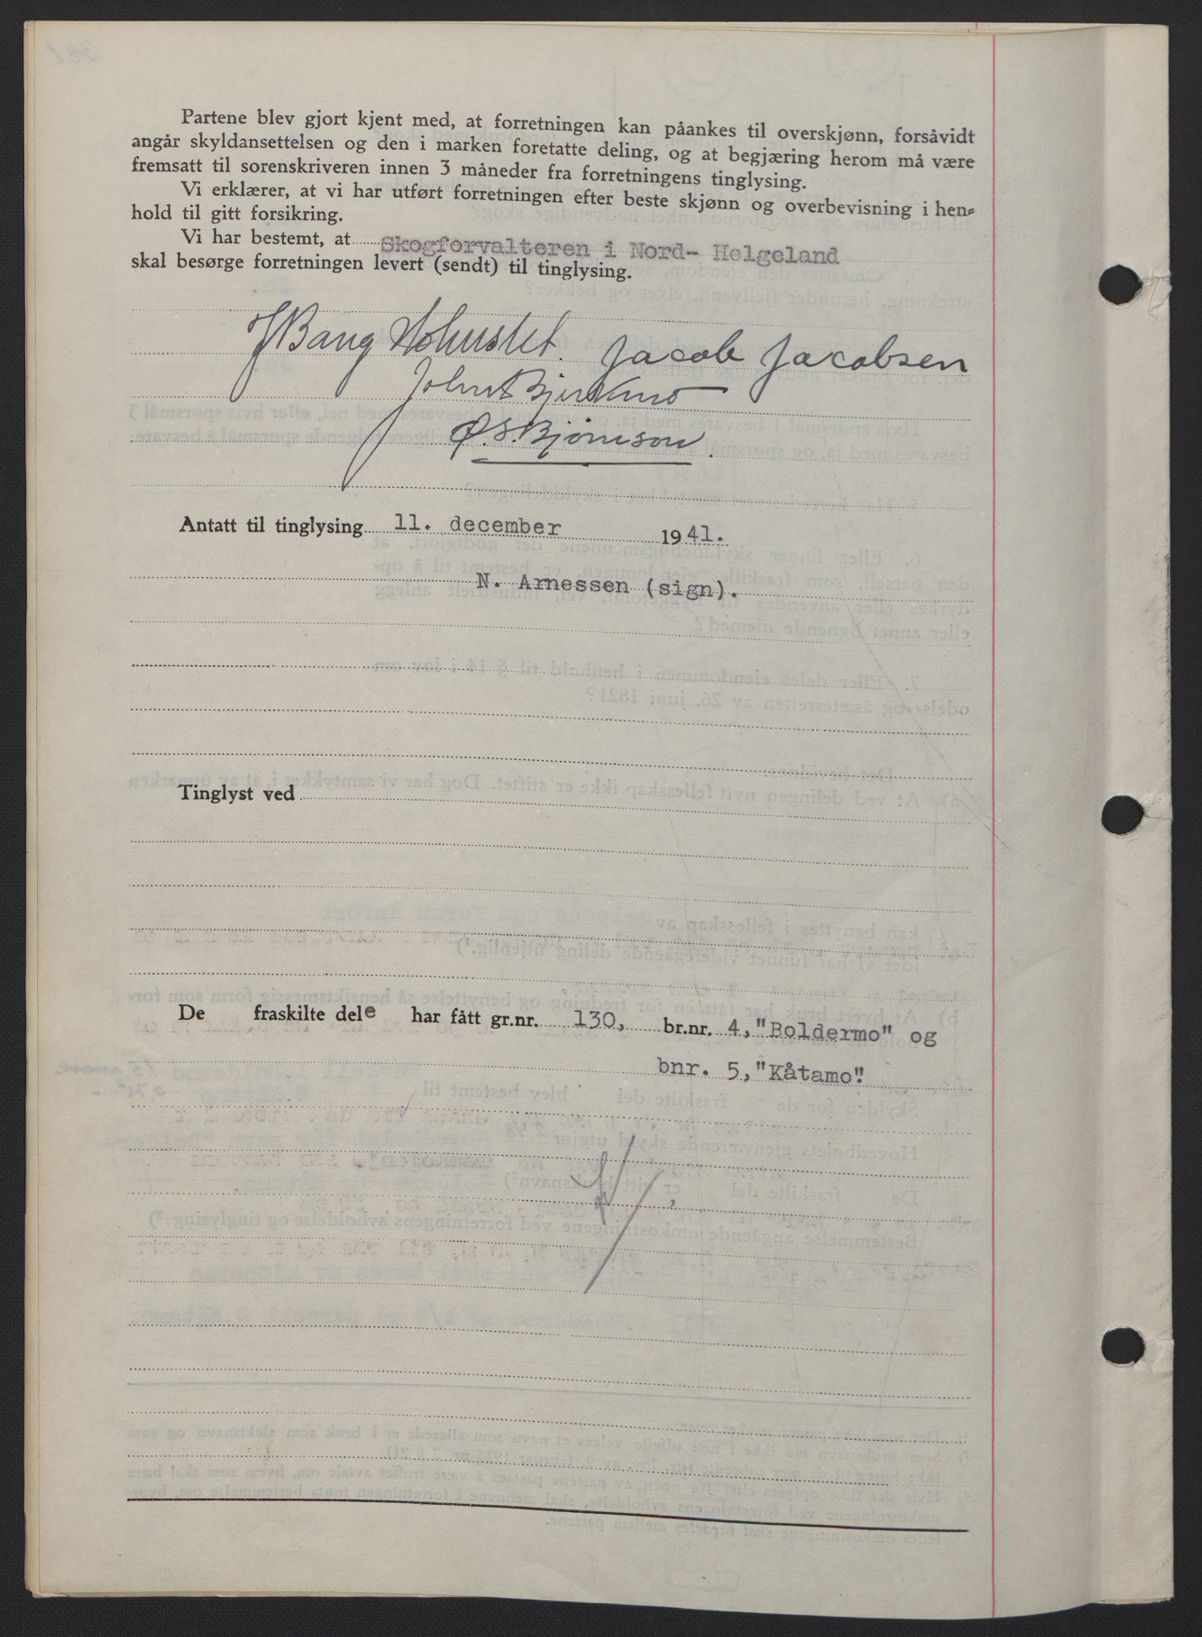 Partene blev gjort kjent med, at forretningen kan påankes til overskjønn, forsåvidt
angår skyldansettelsen og den i marken foretatte deling, og at begjæring herom må være
fremsatt til sorenskriveren innen 3 måneder fra forretningens tinglysing.
Vi erklærer, at vi har utført forretningen efter beste skjønn og overbevisning i hen-
hold til gitt forsikring.
Vi har bestemt, at Skogforvalteren i Nord- Helgeland
skal besørge forretningen levert (sendt) til tinglysing.
J Bang Jacob Jacobsen
Ø.S.Bjørnson.
Antatt til tinglysing 11. december 1941.
N. Arnessen (sign).
Tinglyst ved
De fraskilte dele har fått gr.nr. 130, br.nr. 4,"Boldermo" og
bnr. 5,"Kåtamo".